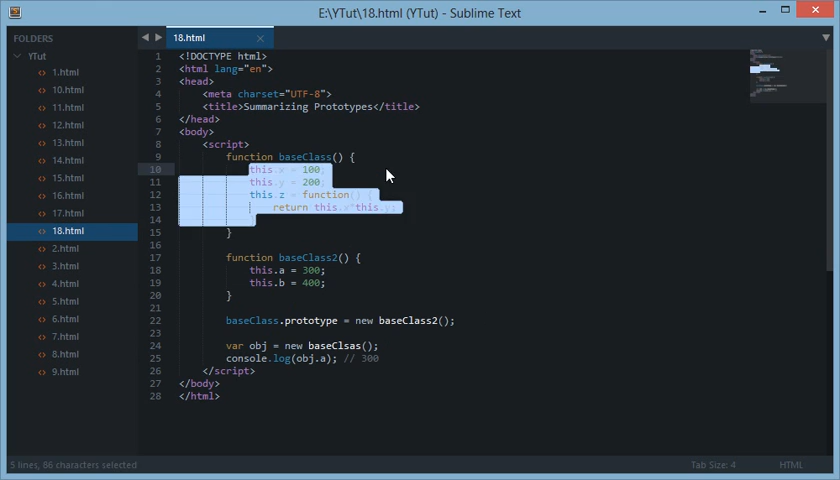 E:\YTut\18.html (YTut) - Sublime Text
FOLDERS
YTut
1.html
10.html
11.html
12.html
13.html
14.html
15.html
16.html
17.html
18.html
2.html
3.html
4.html
5.html
6.html
7.html
8.html
9.html
18.html
1 <!DOCTYPE html>
2 <html lang="en">
3 <head>
4 <meta charset="UTF-8">
5 <title>Summarizing Prototypes</title>
6 </head>
7 <body>
8 <script>
9 function baseClass() {
10 this.x = 100;
11 this.y = 200;
12 this.z = function() {
13 return this.x*this.y;
14 }
15 }
16
17 function baseClass2() {
18 this.a = 300;
19 this.b = 400;
20 }
21
22 baseClass.prototype = new baseClass2();
23
24 var obj = new baseClsas();
25 console.log(obj.a); // 300
26 </script>
27 </body>
28 </html>
5 lines, 86 characters selected
Tab Size: 4
HTML